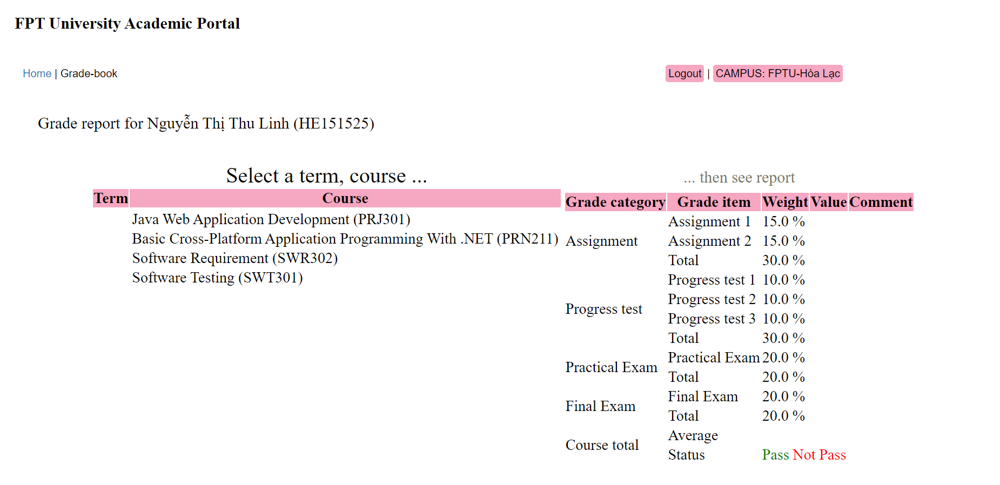 FPT University Academic Portal
Home | Grade-book
Logout | CAMPUS: FPTU-Hòa Lạc
Grade report for Nguyễn Thị Thu Linh (HE151525)
Select a term, course ...
Term Course
Java Web Application Development (PRJ301)
Basic Cross-Platform Application Programming With .NET (PRN211)
Software Requirement (SWR302)
Software Testing (SWT301)
... then see report
Grade category Grade item Weight Value Comment
Assignment
Assignment 1 15.0 %
Assignment 2 15.0 %
Total 30.0 %
Progress test
Progress test 1 10.0 %
Progress test 2 10.0 %
Progress test 3 10.0 %
Total 30.0 %
Practical Exam
Practical Exam 20.0 %
Total 20.0 %
Final Exam
Final Exam 20.0 %
Total 20.0 %
Course total
Average
Status Pass Not Pass